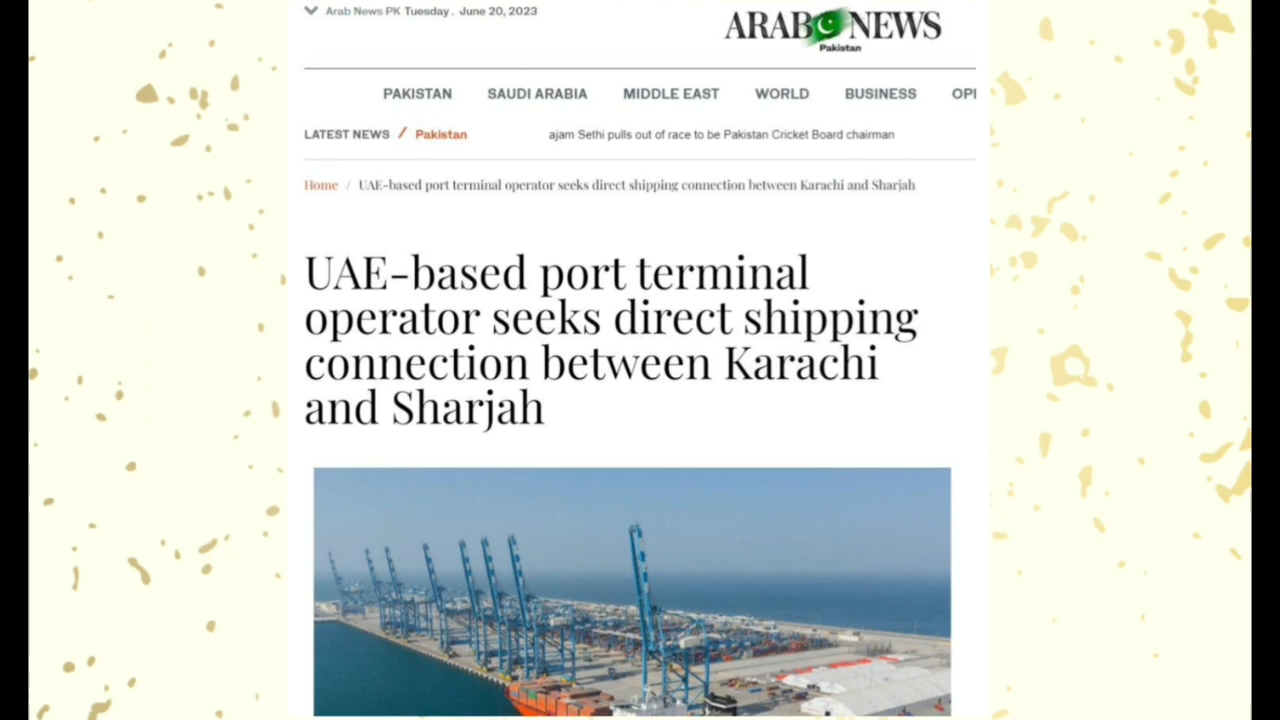 Arab News PK Tuesday . June 20, 2023
ARAB NEWS
Pakistan
PAKISTAN SAUDI ARABIA MIDDLE EAST WORLD BUSINESS OPI
LATEST NEWS / Pakistan ajam Sethi pulls out of race to be Pakistan Cricket Board chairman
Home / UAE-based port terminal operator seeks direct shipping connection between Karachi and Sharjah
UAE-based port terminal
operator seeks direct shipping
connection between Karachi
and Sharjah